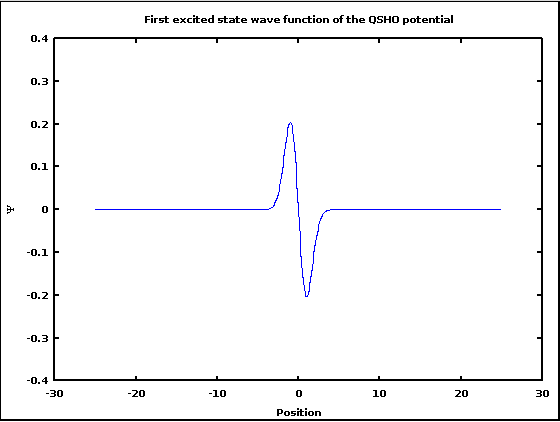 First excited state wave function of the QSHO potential
0.4
0.3
0.2
0.1
0
-0.1
-0.2
-0.3
-0.4
Ψ
-30 -20 -10 0 10 20 30
Position